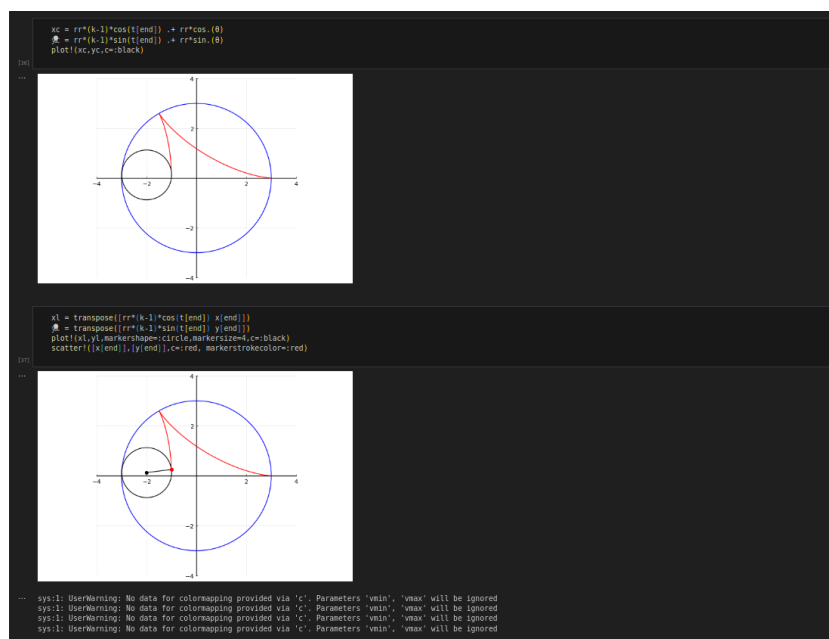 xc = rr*(k-1)*cos(t[end]) .+ rr*cos.(θ)
= rr*(k-1)*sin(t[end]) .+ rr*sin.(θ)
plot!(xc,yc,c=:black)
[36]
...
4
2
−4
−2
2
4
−2
−4
xl = transpose([rr*(k-1)*cos(t[end]) x[end]])
= transpose([rr*(k-1)*sin(t[end]) y[end]])
plot!(xl,yl,markershape=:circle,markersize=4,c=:black)
scatter!([x[end]],[y[end]],c=:red, markerstrokecolor=:red)
[37]
...
4
2
−4
−2
2
4
−2
−4
... sys:1: UserWarning: No data for colormapping provided via 'c'. Parameters 'vmin', 'vmax' will be ignored
sys:1: UserWarning: No data for colormapping provided via 'c'. Parameters 'vmin', 'vmax' will be ignored
sys:1: UserWarning: No data for colormapping provided via 'c'. Parameters 'vmin', 'vmax' will be ignored
sys:1: UserWarning: No data for colormapping provided via 'c'. Parameters 'vmin', 'vmax' will be ignored